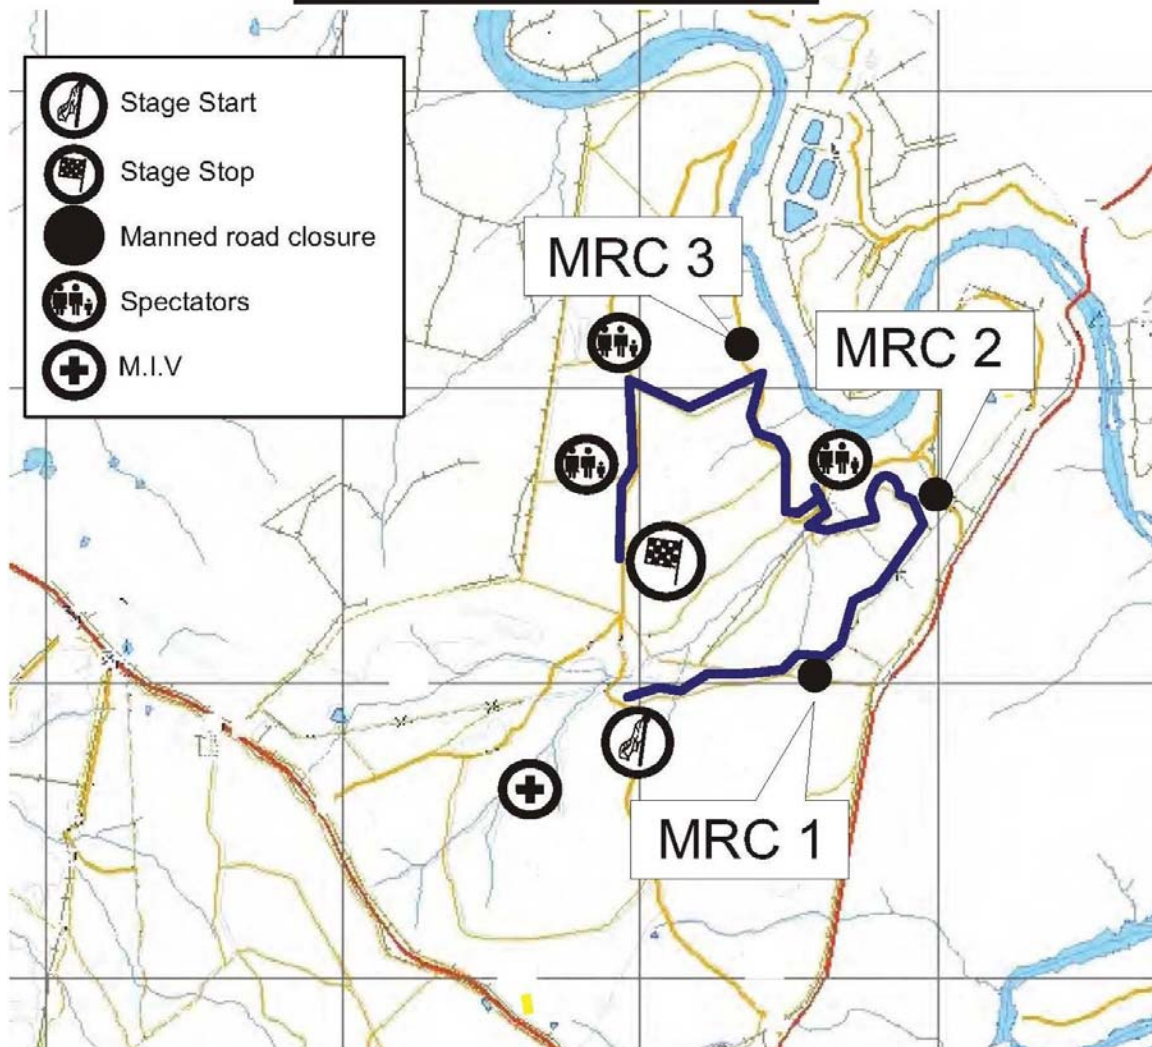 Stage Start
Stage Stop
Manned road closure
Spectators
M.I.V
MRC 3
MRC 2
MRC 1